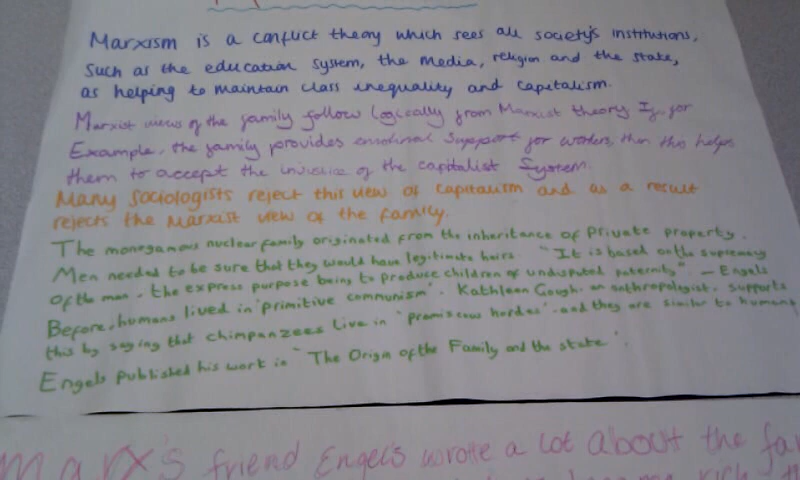 Marxism is a conflict theory which sees all society's institutions,
such as the education system, the media, religion and the state,
as helping to maintain class inequality and capitalism.
Marxist views of the family follow logically from Marxist theory If, for
Example, the family provides emotional support for workers, then this helps
them to accept the injustice of the capitalist system.
Many sociologists reject this view of capitalism and as a result
rejects the Marxist view of the family.
The monogamous nuclear family originated from the inheritance of private property.
Men needed to be sure that they would have legitimate heirs. "It is based on the supremacy
of the man, the express purpose being to produce children of undisputed paternity" - Engels
Before, humans lived in 'primitive communism'. Kathleen Gough, an anthropologist, supports
this by saying that chimpanzees live in 'promiscous hordes' and they are similar to humans
Engels published his work in "The Origin of the Family and the state'.
Marx's friend Engels wrote a lot about the fa